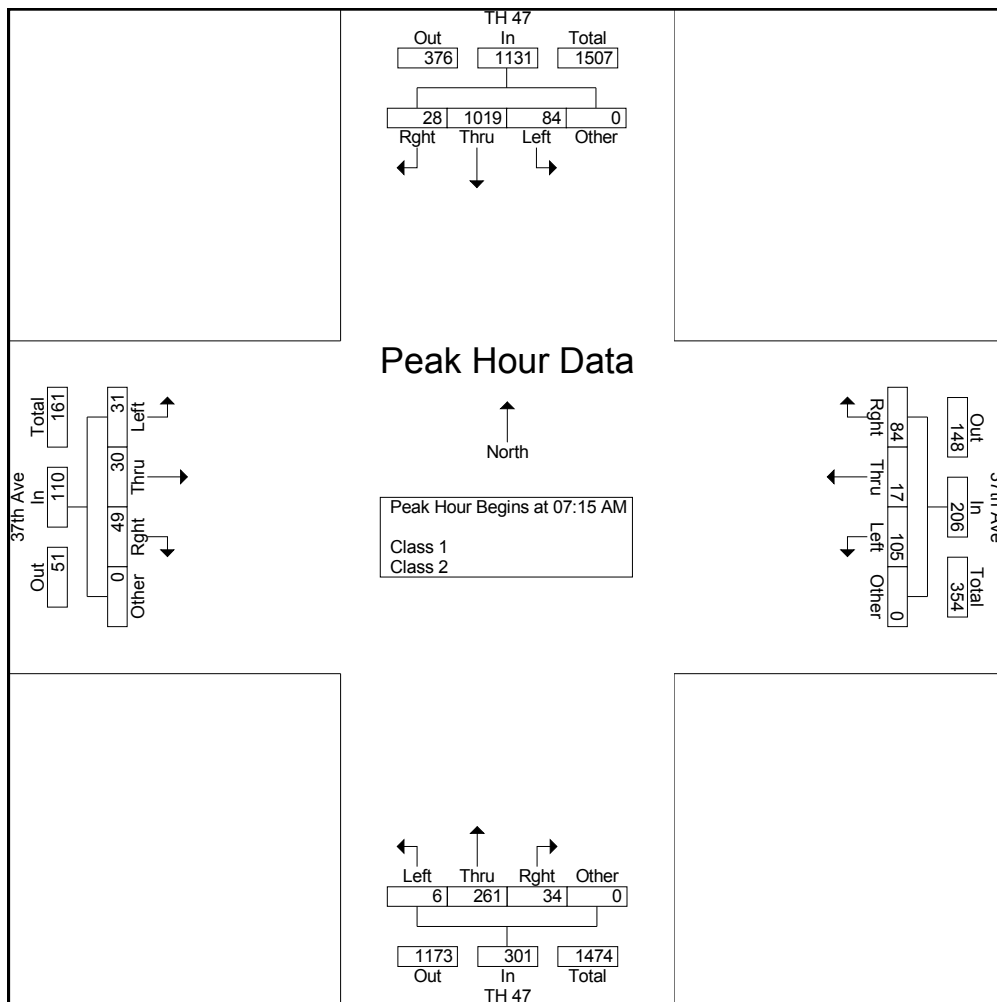 TH 47
Out In Total
376 1131 1507
28 1019 84 0
Rght Thru Left Other
Peak Hour Data
North
Peak Hour Begins at 07:15 AM
Class 1
Class 2
37th Ave
Total In Out
161 110 51
31 30 49 0
Left Thru Rght Other
Rght Thru Left Other
84 17 105 0
Out In Total
148 206 354
37th Ave
Left Thru Rght Other
6 261 34 0
1173 301 1474
Out In Total
TH 47